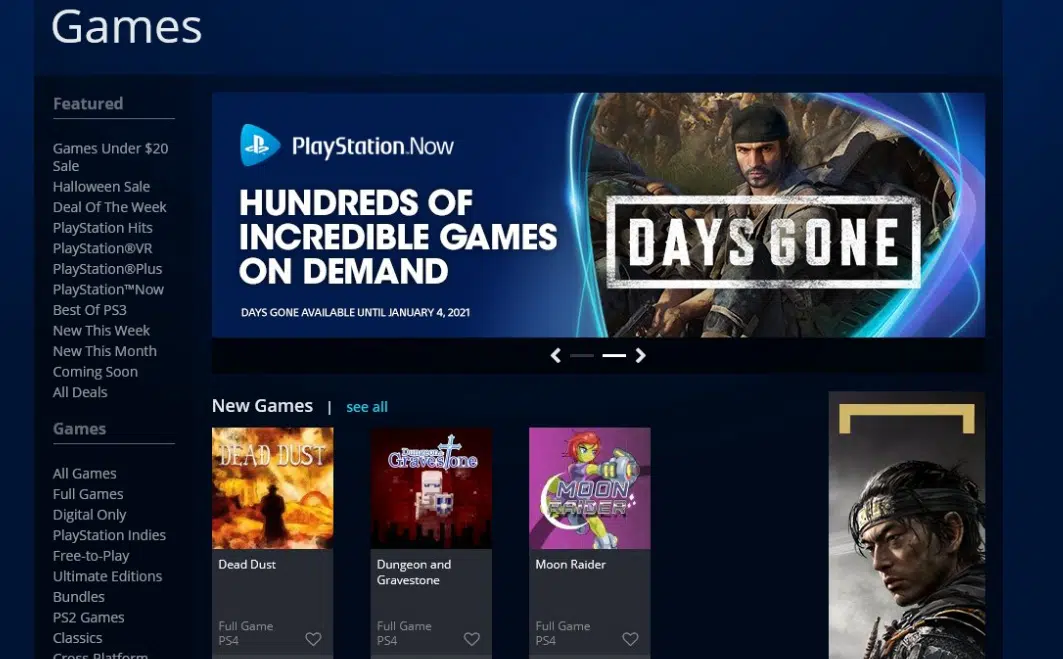 Games
Featured
Games Under $20
Sale
Halloween Sale
Deal Of The Week
PlayStation Hits
PlayStation®VR
PlayStation®Plus
PlayStation™Now
Best Of PS3
New This Week
New This Month
Coming Soon
All Deals
Games
All Games
Full Games
Digital Only
PlayStation Indies
Free-to-Play
Ultimate Editions
Bundles
PS2 Games
Classics
Cross Platform
PlayStation.Now
HUNDREDS OF
INCREDIBLE GAMES
ON DEMAND
DAYS GONE AVAILABLE UNTIL JANUARY 4, 2021
DAYS GONE
New Games | see all
DEAD DUST
Dead Dust
Full Game
PS4
Dungeon and
Gravestone
Dungeon and
Gravestone
Full Game
PS4
MOON
RAIDER
Moon Raider
Full Game
PS4